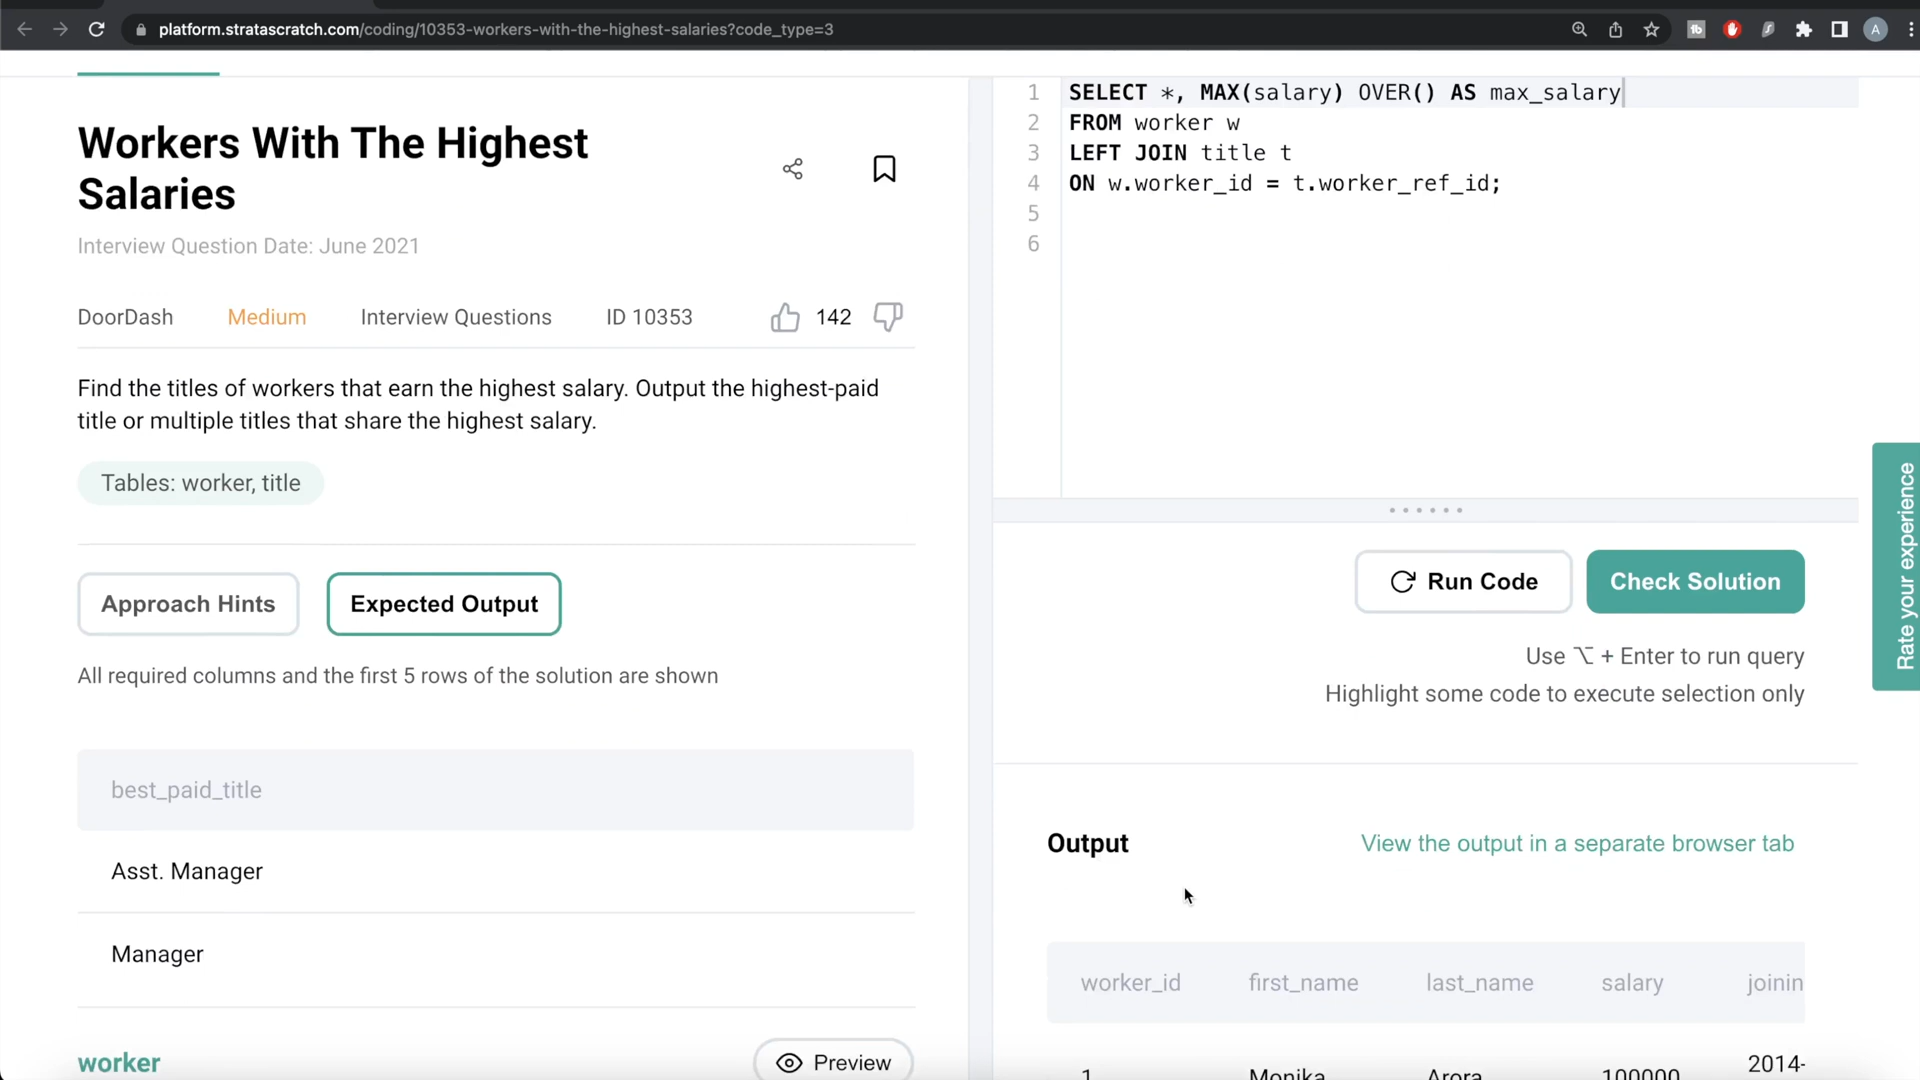 platform.stratascratch.com/coding/10353-workers-with-the-highest-salaries?code_type=3
A
Workers With The Highest
Salaries
Interview Question Date: June 2021
DoorDash Medium Interview Questions ID 10353 142
Find the titles of workers that earn the highest salary. Output the highest-paid
title or multiple titles that share the highest salary.
Tables: worker, title
Approach Hints Expected Output
All required columns and the first 5 rows of the solution are shown
best_paid_title
Asst. Manager
Manager
worker Preview
1 SELECT *, MAX(salary) OVER() AS max_salary
2 FROM worker w
3 LEFT JOIN title t
4 ON w.worker_id = t.worker_ref_id;
5
6
Run Code Check Solution
Use ⌥ + Enter to run query
Highlight some code to execute selection only
Output View the output in a separate browser tab
worker_id first_name last_name salary joinin
1 Monika Arora 100000 2014-
Rate your experience